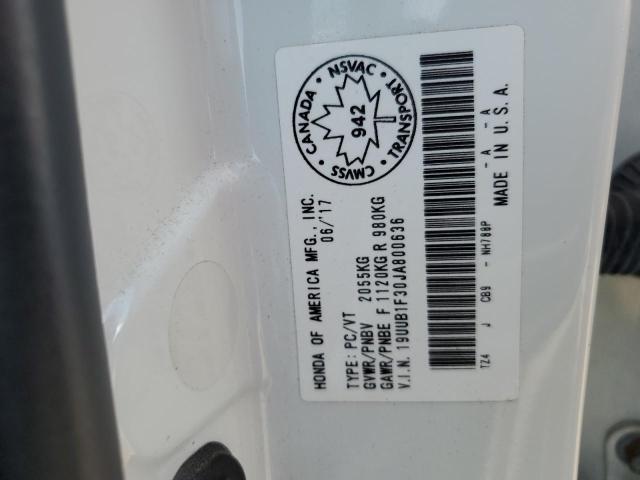 CANADA NSVAC
942
CMVSS TRANSPORT
HONDA OF AMERICA MFG., INC.
06/'17
TYPE: PC/VT
GVWR/PNBV 2055KG
GAWR/PNBE F 1120KG R 980KG
V.I.N. 19UUB1F30JA800636
TZ4 J CB9 - NH788P - A - A
MADE IN U.S.A.